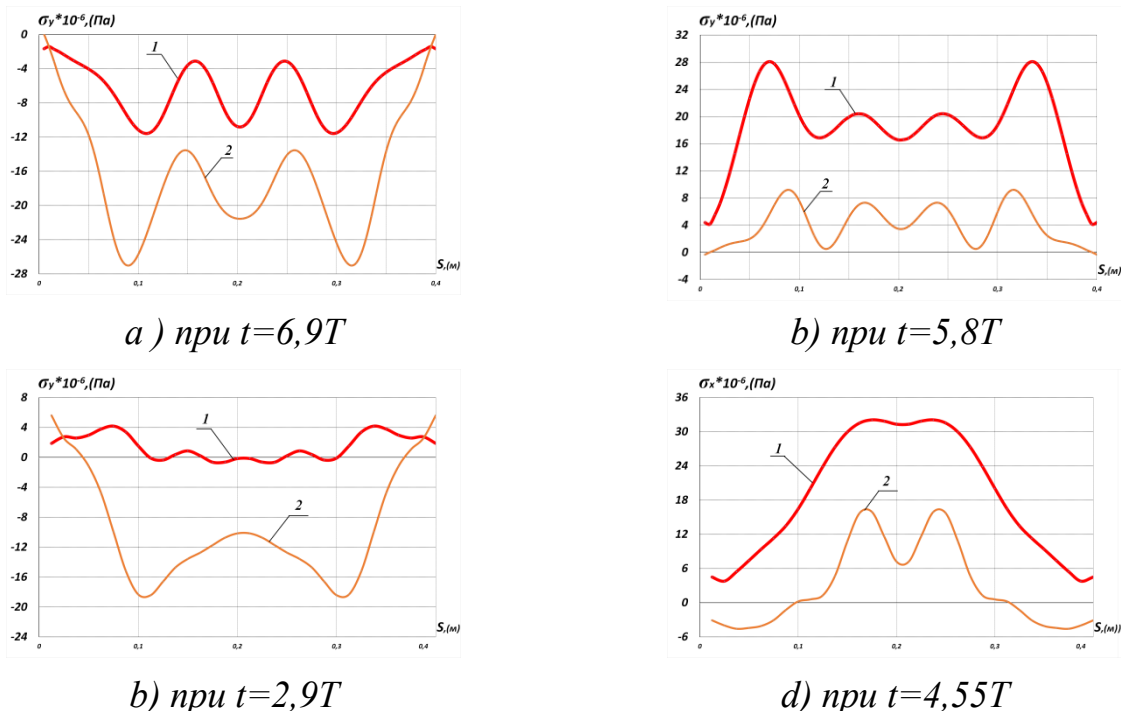 σy*10⁻⁶,(Па)
0
-4
-8
-12
-16
-20
-24
-28
1
2
S,(м)
0 0,1 0,2 0,3 0,4
а ) при t=6,9T
σy*10⁻⁶,(Па)
32
28
24
20
16
12
8
4
0
-4
1
2
S,(м)
0 0,1 0,2 0,3 0,4
b) при t=5,8T
σy*10⁻⁶,(Па)
8
4
0
-4
-8
-12
-16
-20
-24
1
2
S,(м)
0 0,1 0,2 0,3 0,4
b) при t=2,9T
σx*10⁻⁶,(Па)
36
30
24
18
12
6
0
-6
1
2
S,(м))
0 0,1 0,2 0,3 0,4
d) при t=4,55T